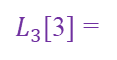 L₃[3] =